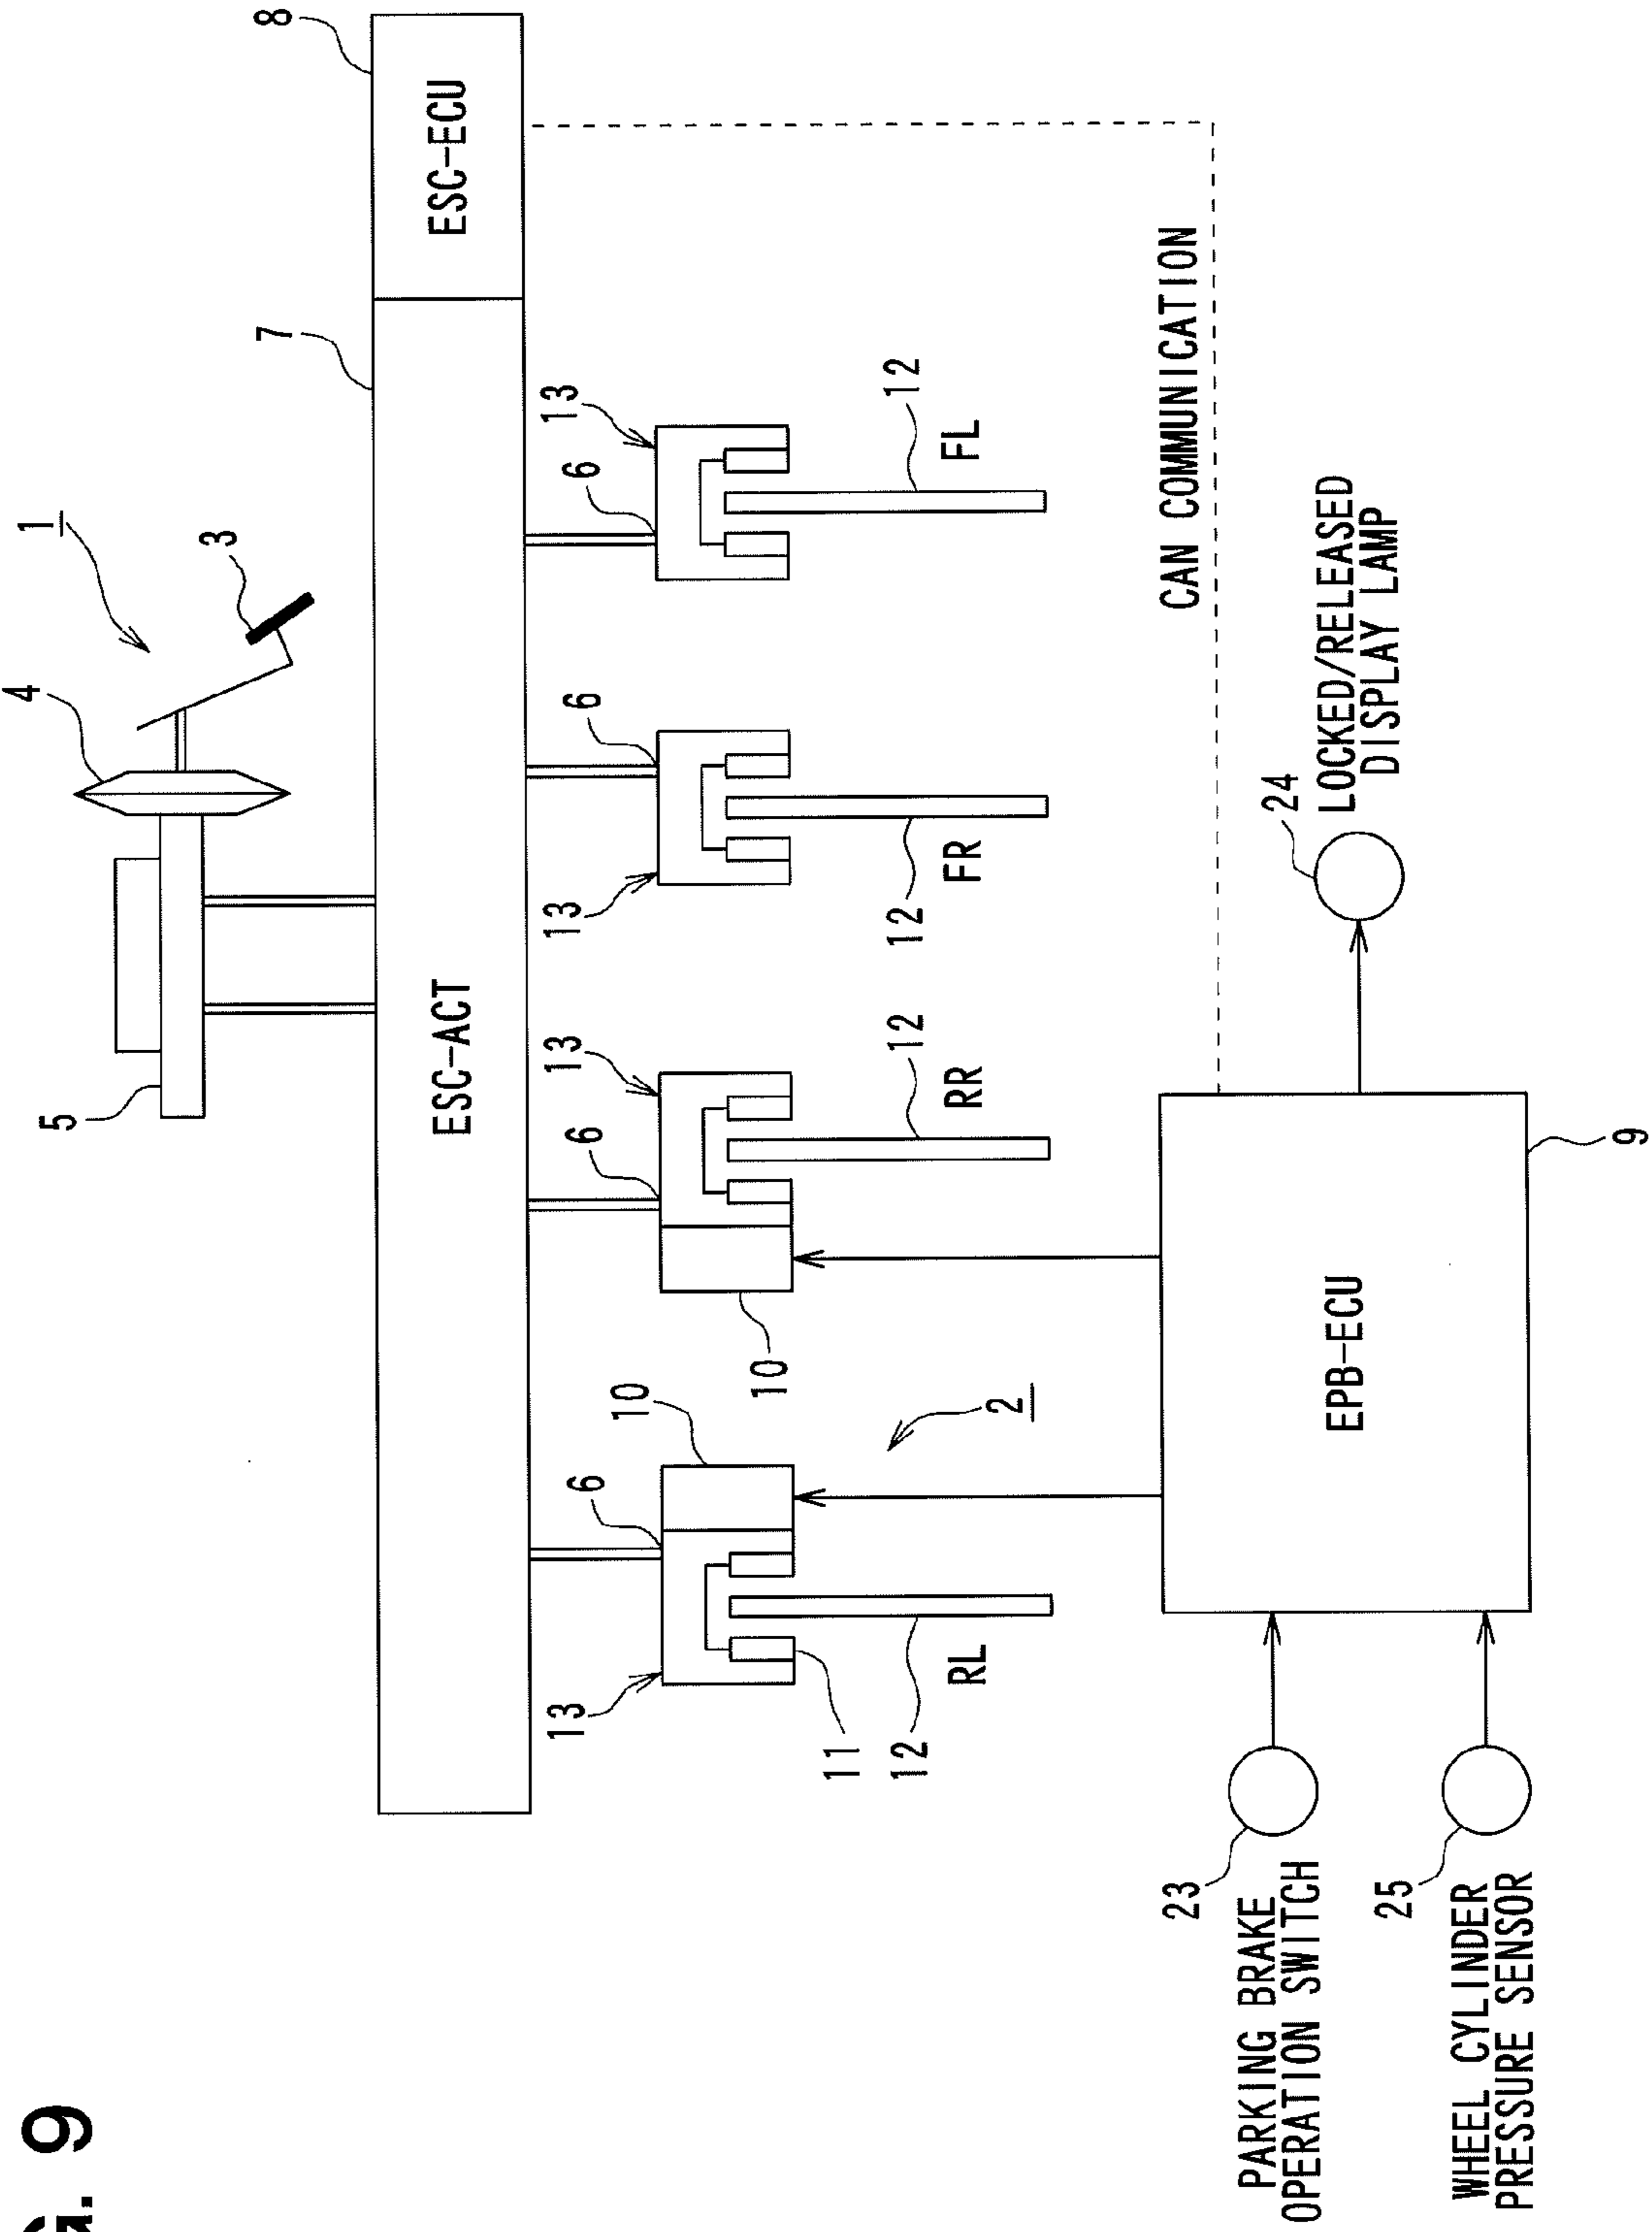 G. 9
4
1
5
3
7
8
ESC-ACT
ESC-ECU
13
6
10
6
13
13
6
6
13
10
11
12
12
12
12
RL
RR
FR
FL
2
CAN COMMUNICATION
23
PARKING BRAKE
OPERATION SWITCH
EPB-ECU
24
LOCKED/RELEASED
DISPLAY LAMP
25
WHEEL CYLINDER
PRESSURE SENSOR
9